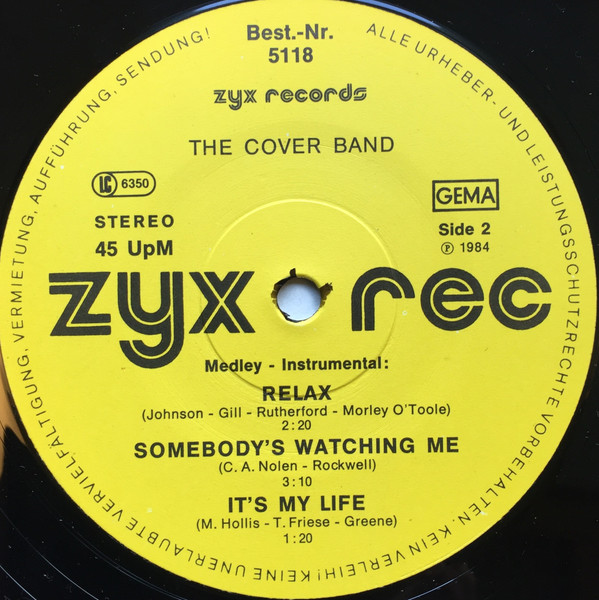 ALLE URHEBER- UND LEISTUNGSSCHUTZRECHTE VORBEHALTEN. KEIN VERLEIH! KEINE UNERLAUBTE VERVIELFÄLTIGUNG, VERMIETUNG, AUFFÜHRUNG, SENDUNG!
Best.-Nr.
5118
zyx records
THE COVER BAND
LC 6350
GEMA
STEREO
Side 2
45 UpM
℗ 1984
zyx rec
Medley - Instrumental:
RELAX
(Johnson - Gill - Rutherford - Morley O'Toole)
2:20
SOMEBODY'S WATCHING ME
(C. A. Nolen - Rockwell)
3:10
IT'S MY LIFE
(M. Hollis - T. Friese - Greene)
1:20